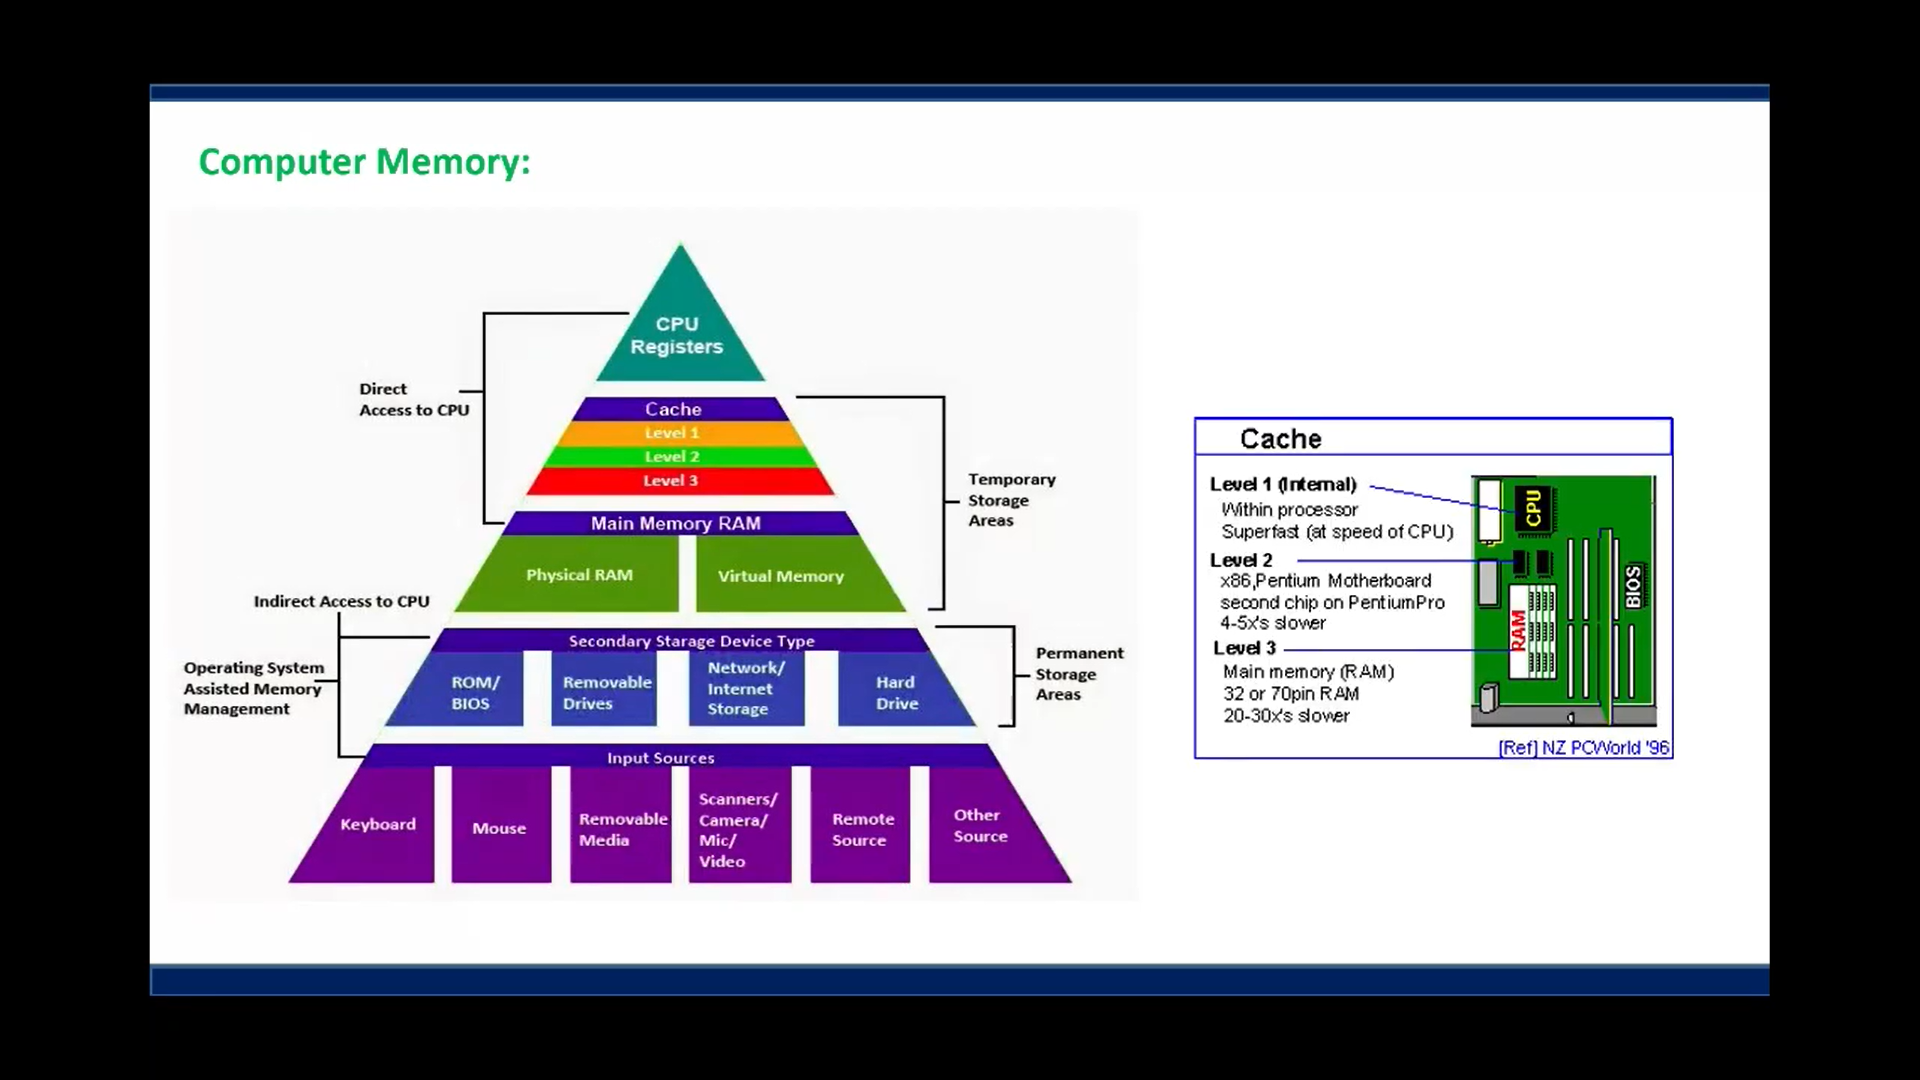 Computer Memory:
CPU
Registers
Direct
Access to CPU
Cache
Level 1
Level 2
Level 3
Temporary
Storage
Areas
Main Memory RAM
Physical RAM
Virtual Memory
Indirect Access to CPU
Secondary Starage Device Type
Operating System
Assisted Memory
Management
ROM/
BIOS
Removable
Drives
Network/
Internet
Storage
Hard
Drive
Permanent
Storage
Areas
Input Sources
Keyboard
Mouse
Removable
Media
Scanners/
Camera/
Mic/
Video
Remote
Source
Other
Source
Cache
Level 1 (Internal)
Within processor
Superfast (at speed of CPU)
Level 2
x86,Pentium Motherboard
second chip on PentiumPro
4-5x's slower
Level 3
Main memory (RAM)
32 or 70pin RAM
20-30x's slower
CPU
BIOS
RAM
[Ref] NZ PCWorld '96